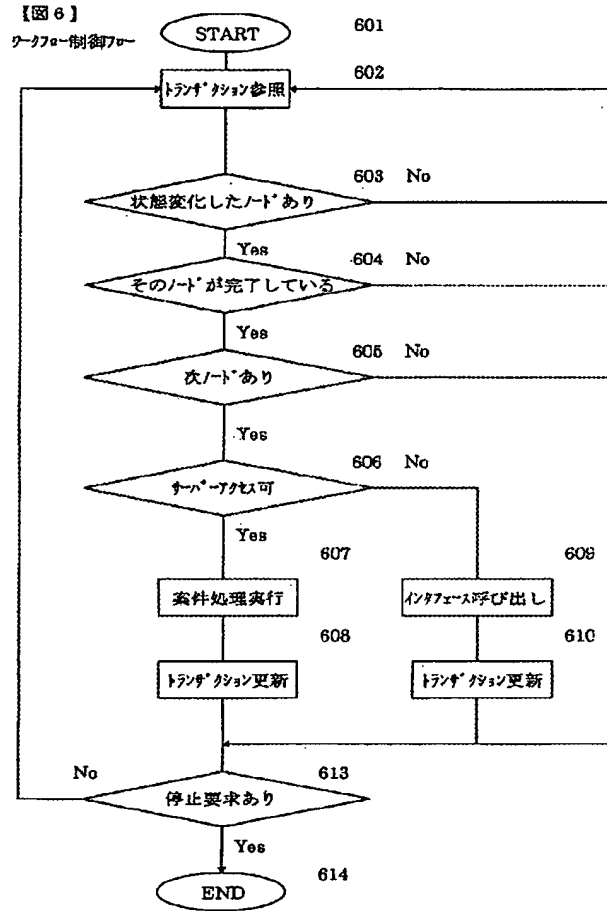 【図6】
ワークフロー制御フロー
START
601
602
トランザクション参照
603 No
状態変化したノードあり
Yes
604 No
そのノードが完了している
Yes
605 No
次ノードあり
Yes
606 No
サーバーアクセス可
Yes
607
609
案件処理実行
インタフェース呼び出し
608
610
トランザクション更新
トランザクション更新
No
613
停止要求あり
Yes
614
END